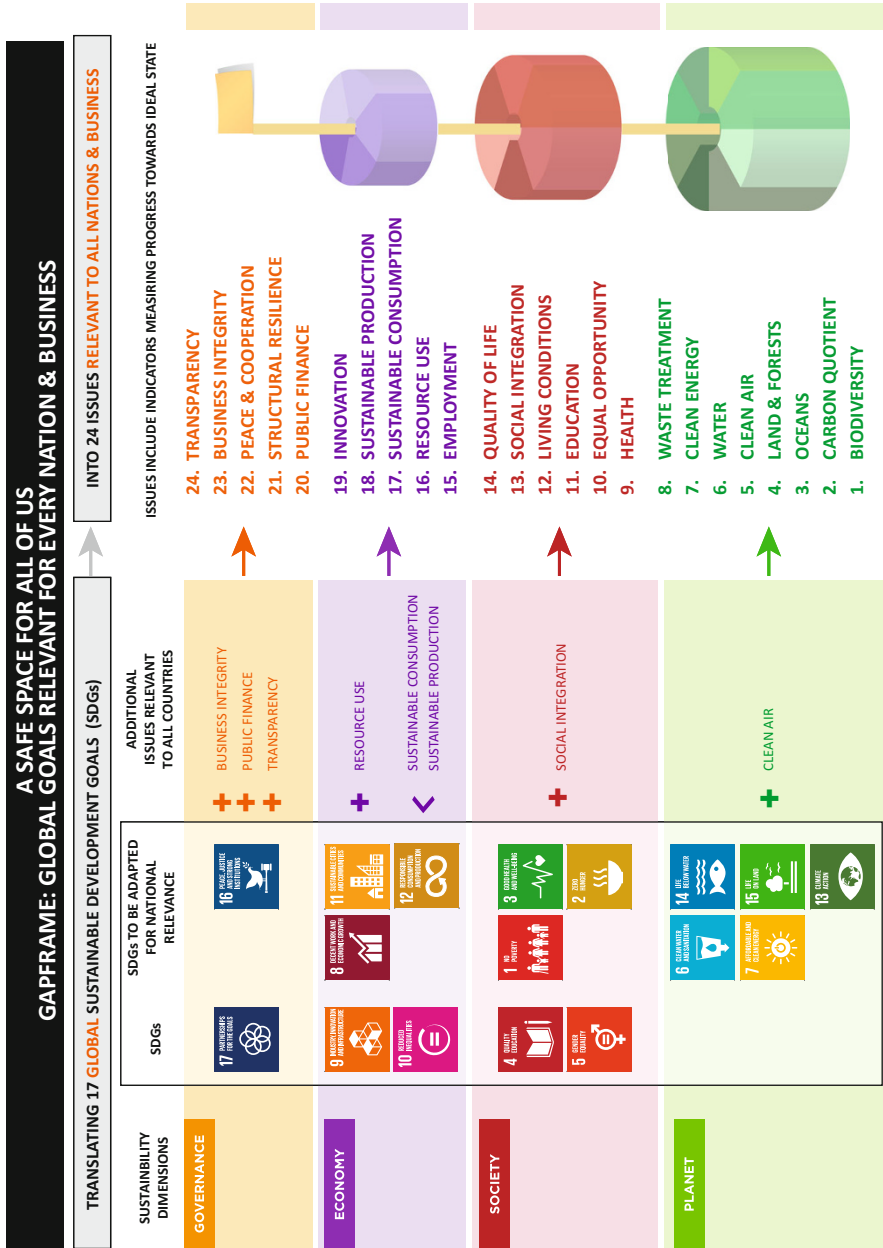 A SAFE SPACE FOR ALL OF US
GAPFRAME: GLOBAL GOALS RELEVANT FOR EVERY NATION & BUSINESS
TRANSLATING 17 GLOBAL SUSTAINABLE DEVELOPMENT GOALS (SDGs)
INTO 24 ISSUES RELEVANT TO ALL NATIONS & BUSINESS
SUSTAINBILITY
DIMENSIONS
SDGs
SDGs TO BE ADAPTED
FOR NATIONAL
RELEVANCE
ADDITIONAL
ISSUES RELEVANT
TO ALL COUNTRIES
ISSUES INCLUDE INDICATORS MEASIRING PROGRESS TOWARDS IDEAL STATE
GOVERNANCE
17 PARTNERSHIPS
FOR THE GOALS
16 PEACE, JUSTICE
AND STRONG
INSTITUTIONS
+ BUSINESS INTEGRITY
+ PUBLIC FINANCE
+ TRANSPARENCY
24. TRANSPARENCY
23. BUSINESS INTEGRITY
22. PEACE & COOPERATION
21. STRUCTURAL RESILIENCE
20. PUBLIC FINANCE
ECONOMY
9 INDUSTRY, INNOVATION
AND INFRASTRUCTURE
10 REDUCED
INEQUALITIES
8 DECENT WORK AND
ECONOMIC GROWTH
11 SUSTAINABLE CITIES
AND COMMUNITIES
12 RESPONSIBLE
CONSUMPTION
AND PRODUCTION
+ RESOURCE USE
< SUSTAINABLE CONSUMPTION
SUSTAINABLE PRODUCTION
19. INNOVATION
18. SUSTAINABLE PRODUCTION
17. SUSTAINABLE CONSUMPTION
16. RESOURCE USE
15. EMPLOYMENT
SOCIETY
4 QUALITY
EDUCATION
5 GENDER
EQUALITY
1 NO
POVERTY
3 GOOD HEALTH
AND WELL-BEING
2 ZERO
HUNGER
+ SOCIAL INTEGRATION
14. QUALITY OF LIFE
13. SOCIAL INTEGRATION
12. LIVING CONDITIONS
11. EDUCATION
10. EQUAL OPPORTUNITY
9. HEALTH
PLANET
6 CLEAN WATER
AND SANITATION
7 AFFORDABLE AND
CLEAN ENERGY
14 LIFE
BELOW WATER
15 LIFE
ON LAND
13 CLIMATE
ACTION
+ CLEAN AIR
8. WASTE TREATMENT
7. CLEAN ENERGY
6. WATER
5. CLEAN AIR
4. LAND & FORESTS
3. OCEANS
2. CARBON QUOTIENT
1. BIODIVERSITY